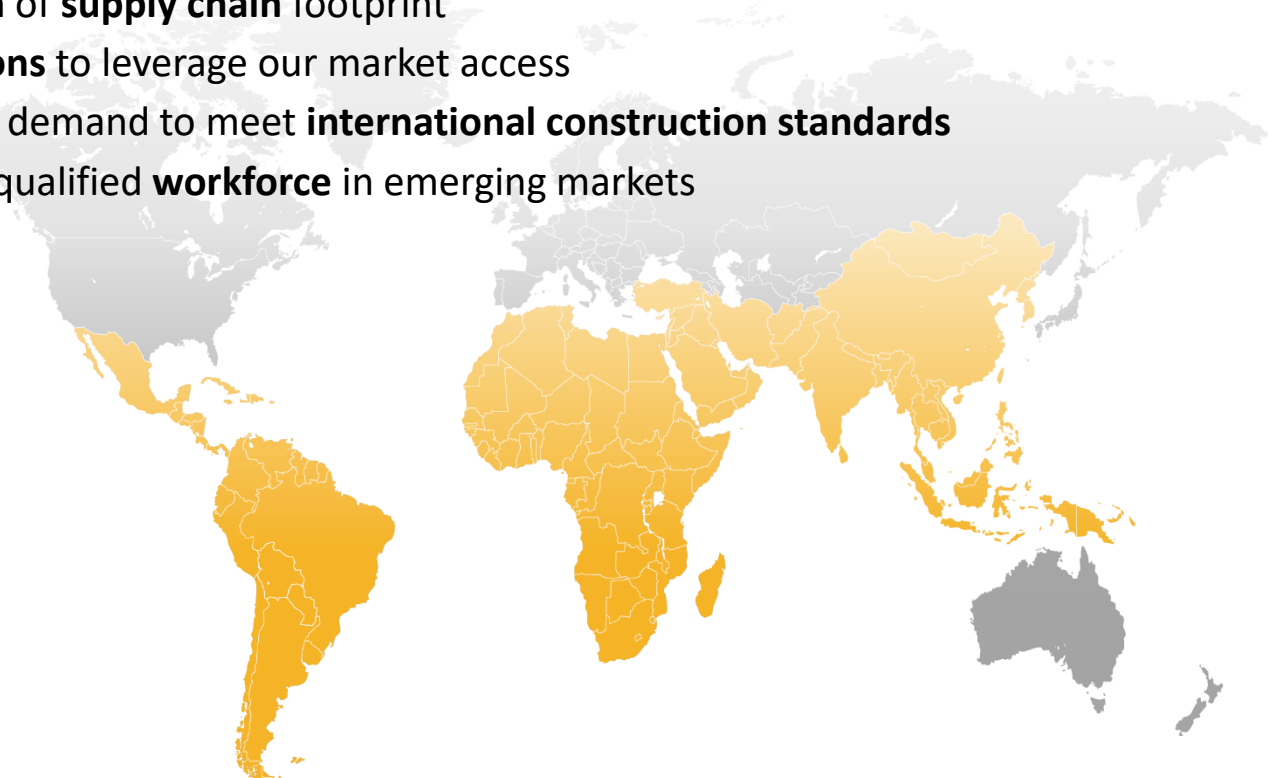 of supply chain footprint
to leverage our market access
demand to meet international construction standards
qualified workforce in emerging markets